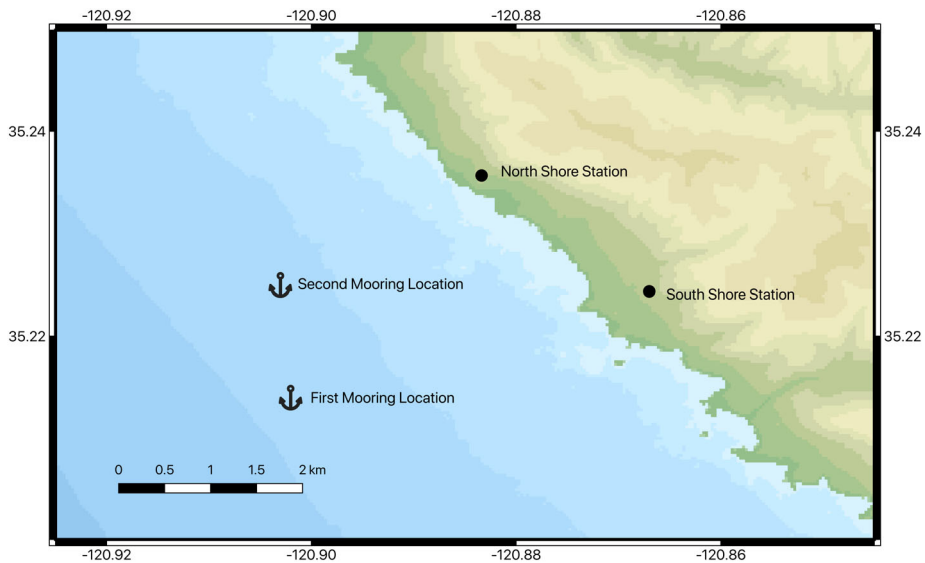 -120.92 -120.90 -120.88 -120.86
35.24 35.24
North Shore Station
Second Mooring Location
South Shore Station
35.22 35.22
First Mooring Location
0 0.5 1 1.5 2 km
-120.92 -120.90 -120.88 -120.86